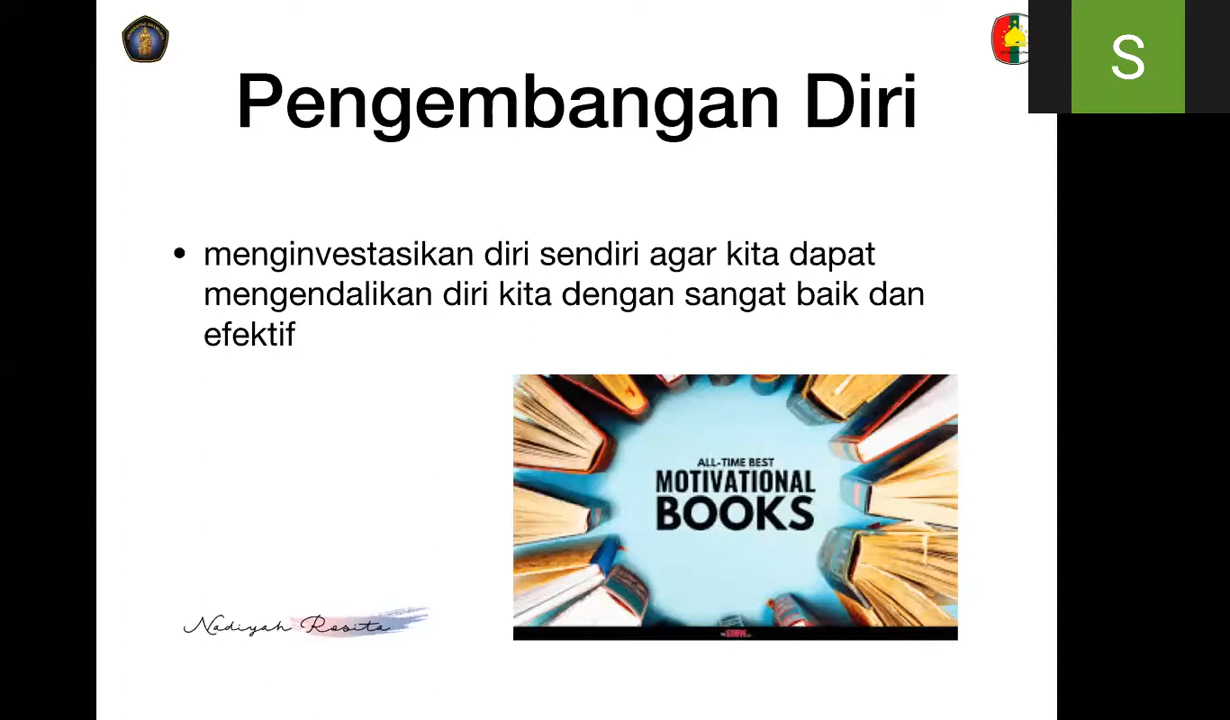 S
Pengembangan Diri
• menginvestasikan diri sendiri agar kita dapat
mengendalikan diri kita dengan sangat baik dan
efektif
ALL-TIME BEST
MOTIVATIONAL
BOOKS
Nadiyah Rosita